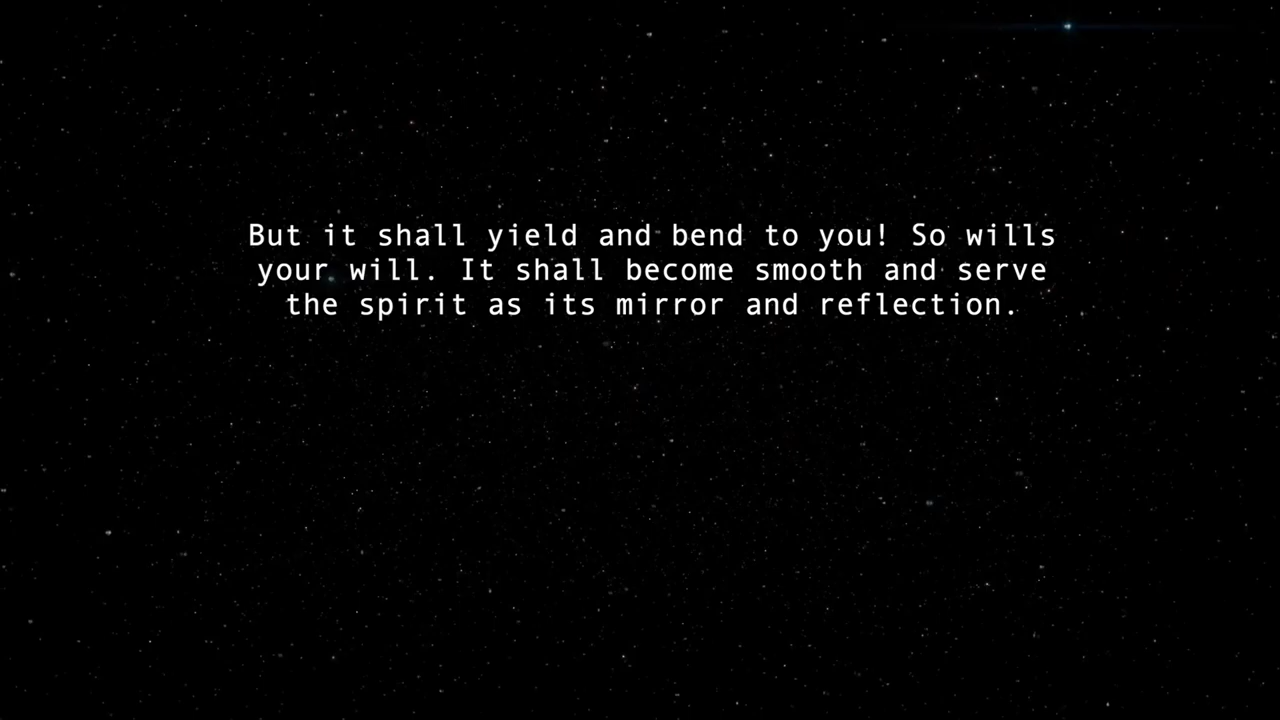 But it shall yield and bend to you! So wills
your will. It shall become smooth and serve
the spirit as its mirror and reflection.